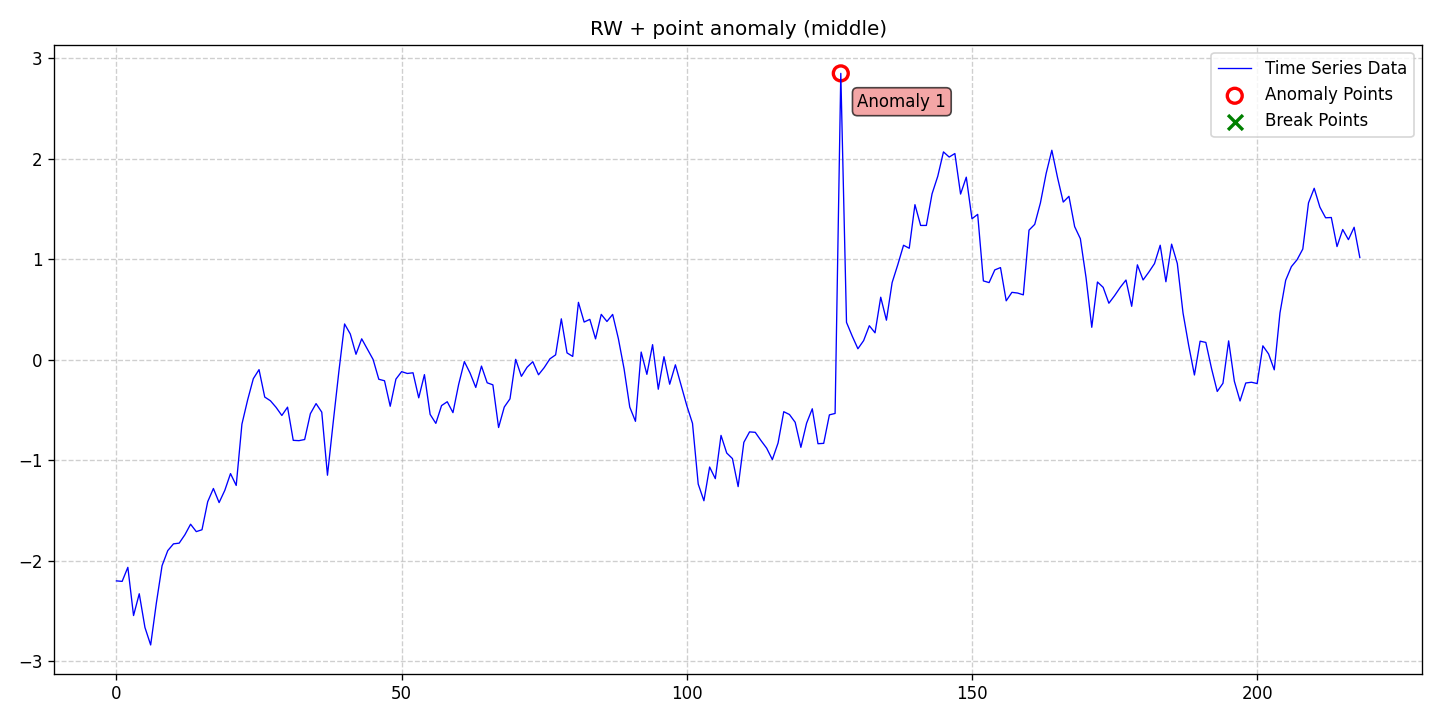 RW + point anomaly (middle)
3
2
1
0
−1
−2
−3
Anomaly 1
Time Series Data
Anomaly Points
Break Points
0
50
100
150
200